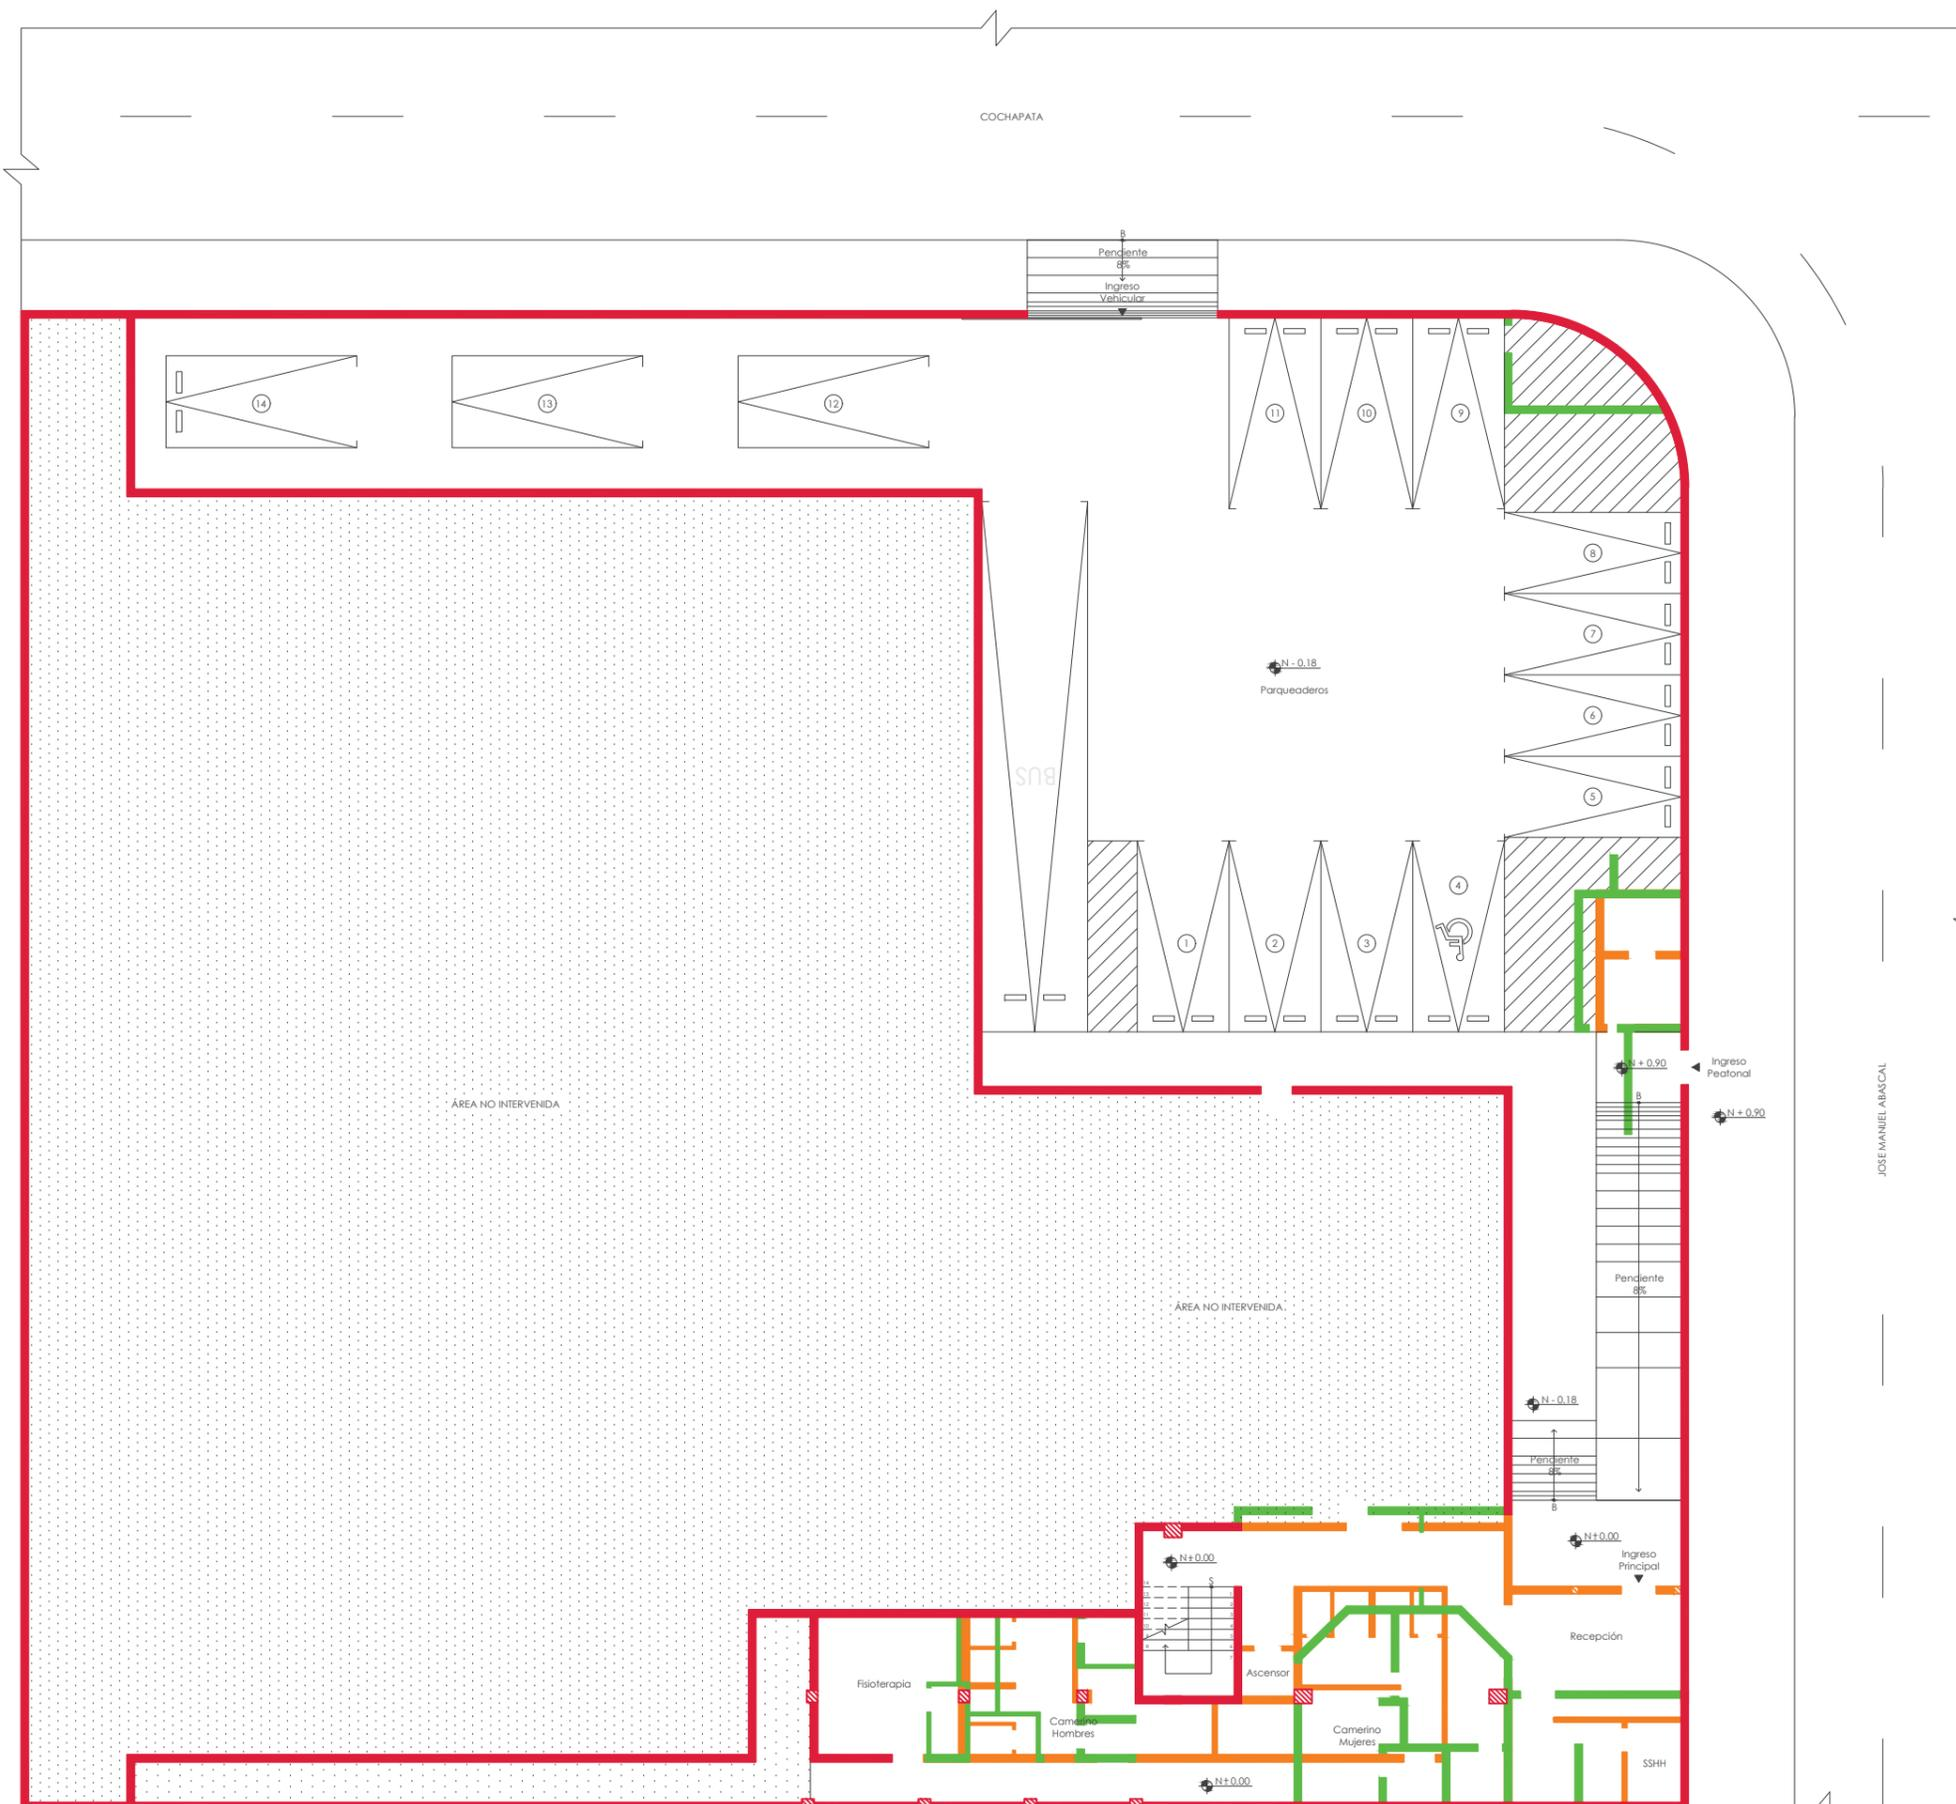 COCHAPATA
B
Pendiente
8%
Ingreso
Vehicular
14
13
12
11
10
9
8
7
N - 0.18
Parqueaderos
6
BUS
5
4
1
2
3
N + 0.90
Ingreso
Peatonal
B
N + 0.90
JOSE MANUEL ABASCAL
ÁREA NO INTERVENIDA
Pendiente
8%
ÁREA NO INTERVENIDA
N - 0.18
Pendiente
8%
B
N±0.00
Ingreso
Principal
N±0.00
S
Recepción
Ascensor
Fisioterapia
Camerino
Hombres
Camerino
Mujeres
SSHH
N±0.00